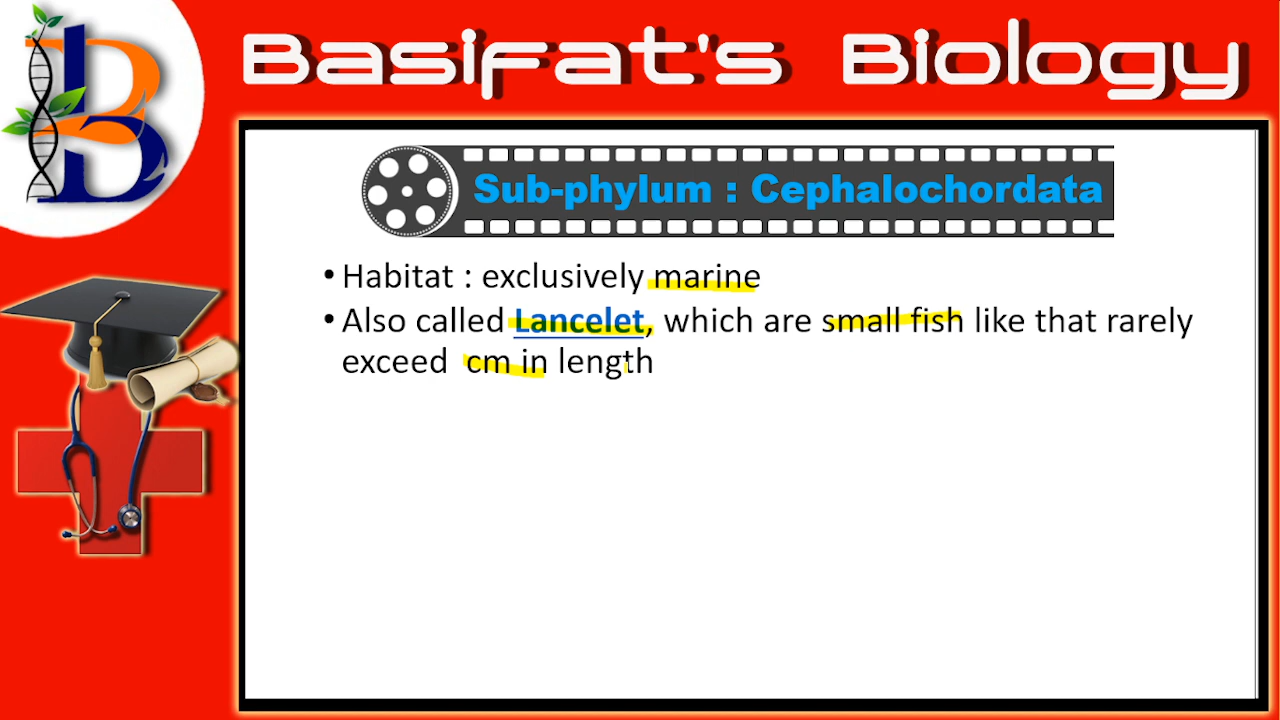 Basifat's Biology
Sub-phylum : Cephalochordata
• Habitat : exclusively marine
• Also called Lancelet, which are small fish like that rarely
exceed cm in length